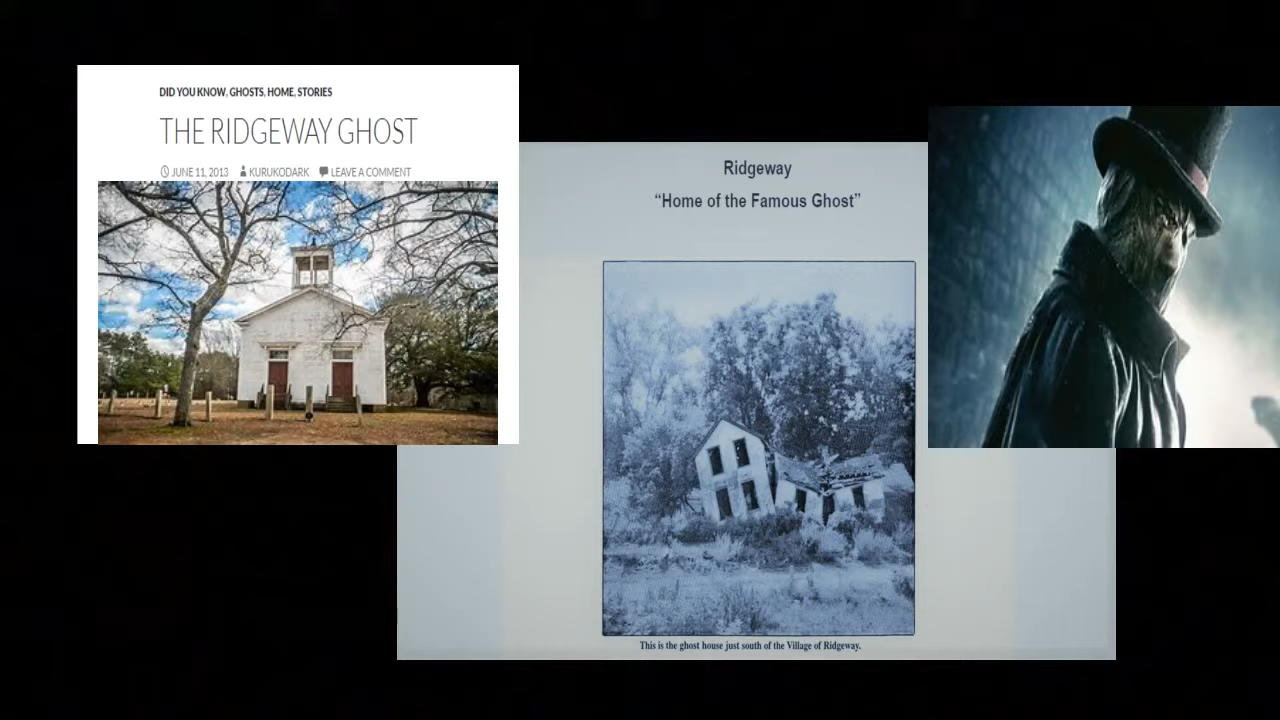 DID YOU KNOW, GHOSTS, HOME, STORIES
THE RIDGEWAY GHOST
JUNE 11, 2013 KURUKODARK LEAVE A COMMENT
Ridgeway
“Home of the Famous Ghost”
This is the ghost house just south of the Village of Ridgeway.